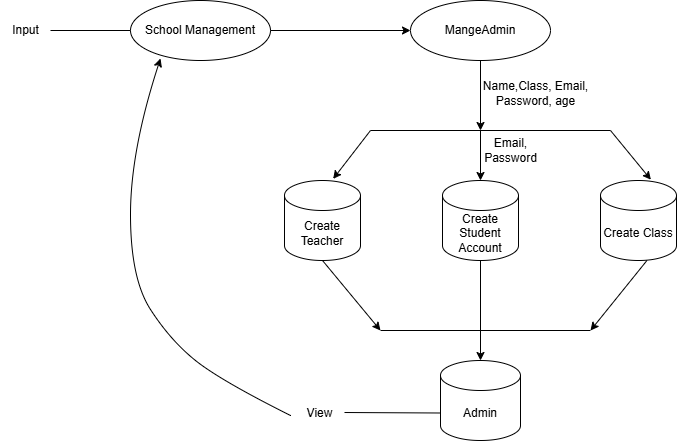 Input
School Management
MangeAdmin
Name,Class, Email,
Password, age
Email,
Password
Create
Teacher
Create
Student
Account
Create Class
View
Admin